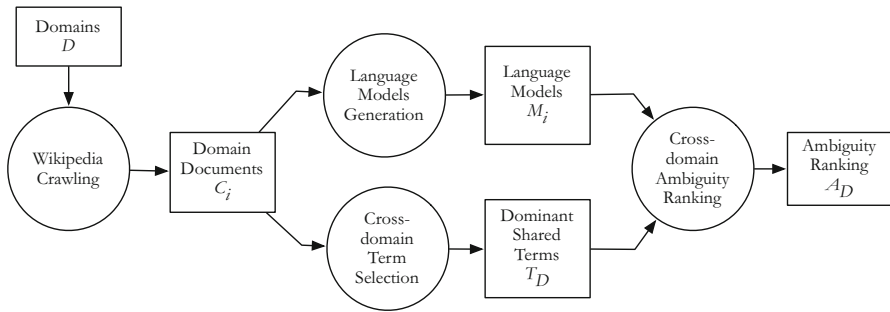 Domains
D
Wikipedia
Crawling
Domain
Documents
C_i
Language
Models
Generation
Language
Models
M_i
Cross-
domain
Term
Selection
Dominant
Shared
Terms
T_D
Cross-
domain
Ambiguity
Ranking
Ambiguity
Ranking
A_D